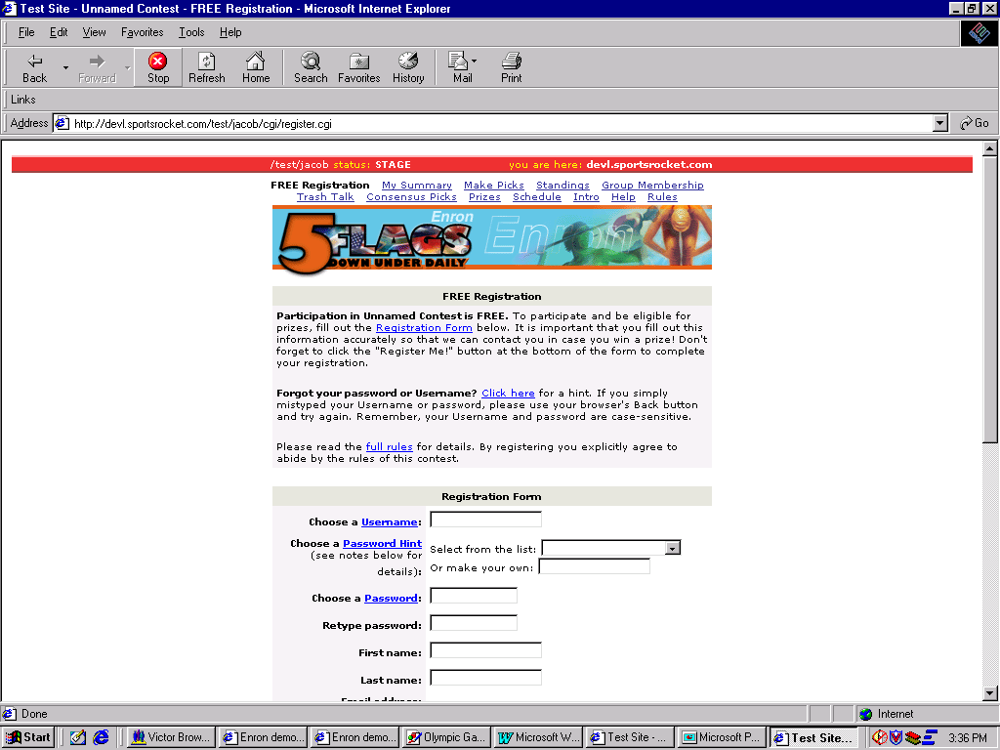 Test Site - Unnamed Contest - FREE Registration - Microsoft Internet Explorer
File Edit View Favorites Tools Help
Back Forward Stop Refresh Home Search Favorites History Mail Print
Links
Address http://devl.sportsrocket.com/test/jacob/cgi/register.cgi Go
/test/jacob status: STAGE you are here: devl.sportsrocket.com
FREE Registration My Summary Make Picks Standings Group Membership
Trash Talk Consensus Picks Prizes Schedule Intro Help Rules
Enron
5 FLAGS Enron
DOWN UNDER DAILY
FREE Registration
Participation in Unnamed Contest is FREE. To participate and be eligible for
prizes, fill out the Registration Form below. It is important that you fill out this
information accurately so that we can contact you in case you win a prize! Don't
forget to click the "Register Me!" button at the bottom of the form to complete
your registration.
Forgot your password or Username? Click here for a hint. If you simply
mistyped your Username or password, please use your browser's Back button
and try again. Remember, your Username and password are case-sensitive.
Please read the full rules for details. By registering you explicitly agree to
abide by the rules of this contest.
Registration Form
Choose a Username:
Choose a Password Hint Select from the list:
(see notes below for
details): Or make your own:
Choose a Password:
Retype password:
First name:
Last name:
Email address:
Done Internet
Start Victor Brow... Enron demo... Enron demo... Olympic Ga... Microsoft W... Test Site - ... Microsoft P... Test Site... 3:36 PM